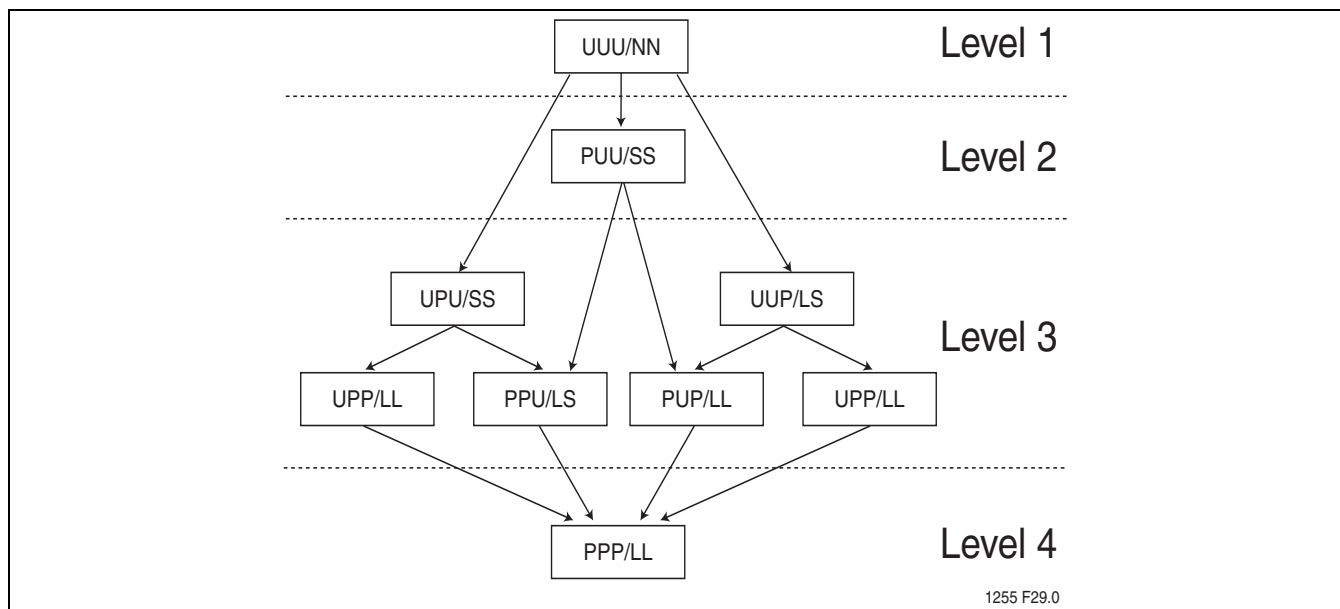 UUU/NN
Level 1
PUU/SS
Level 2
UPU/SS
UUP/LS
Level 3
UPP/LL
PPU/LS
PUP/LL
UPP/LL
PPP/LL
Level 4
1255 F29.0